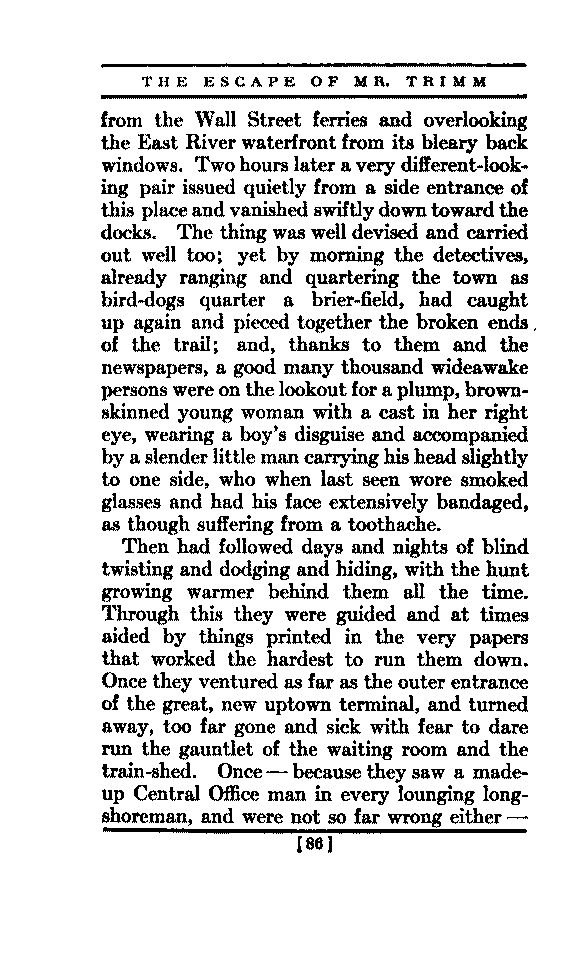 THE ESCAPE OF MR. TRIMM
from the Wall Street ferries and overlooking
the East River waterfront from its bleary back
windows. Two hours later a very different-look-
ing pair issued quietly from a side entrance of
this place and vanished swiftly down toward the
docks. The thing was well devised and carried
out well too; yet by morning the detectives,
already ranging and quartering the town as
bird-dogs quarter a brier-field, had caught
up again and pieced together the broken ends
of the trail; and, thanks to them and the
newspapers, a good many thousand wideawake
persons were on the lookout for a plump, brown-
skinned young woman with a cast in her right
eye, wearing a boy's disguise and accompanied
by a slender little man carrying his head slightly
to one side, who when last seen wore smoked
glasses and had his face extensively bandaged,
as though suffering from a toothache.
Then had followed days and nights of blind
twisting and dodging and hiding, with the hunt
growing warmer behind them all the time.
Through this they were guided and at times
aided by things printed in the very papers
that worked the hardest to run them down.
Once they ventured as far as the outer entrance
of the great, new uptown terminal, and turned
away, too far gone and sick with fear to dare
run the gauntlet of the waiting room and the
train-shed. Once — because they saw a made-
up Central Office man in every lounging long-
shoreman, and were not so far wrong either —
[86]